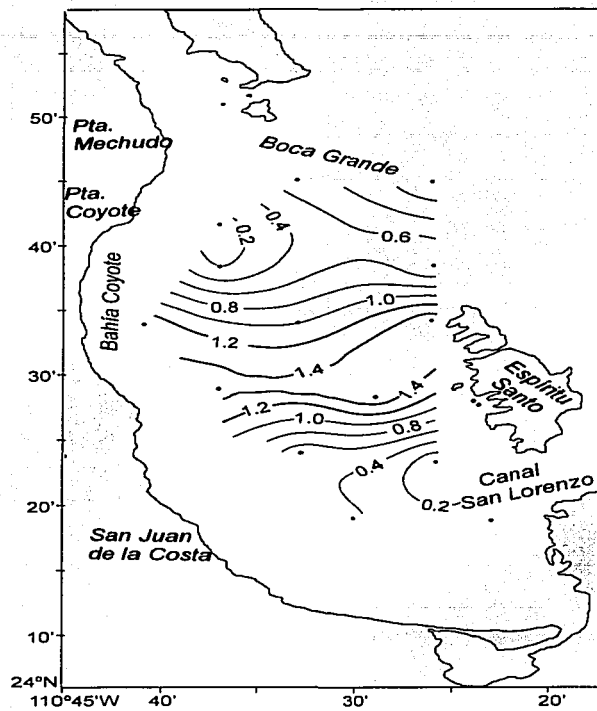 50'
Pta.
Mechudo
Boca Grande
Pta.
Coyote
40'
-0.2
-0.4
0.6
Bahía Coyote
0.8
1.0
1.2
1.4
30'
Espíritu
Santo
1.4
1.2
1.0
0.8
0.4
Canal
0.2
San Lorenzo
20'
San Juan
de la Costa
10'
24°N
110°45'W
40'
30'
20'